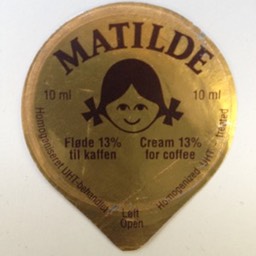 MATILDE
10 ml
10 ml
Fløde 13%
til kaffen
Cream 13%
for coffee
Homogeniseret UHT-behandlet
Homogenized UHT treated
Løft
Open